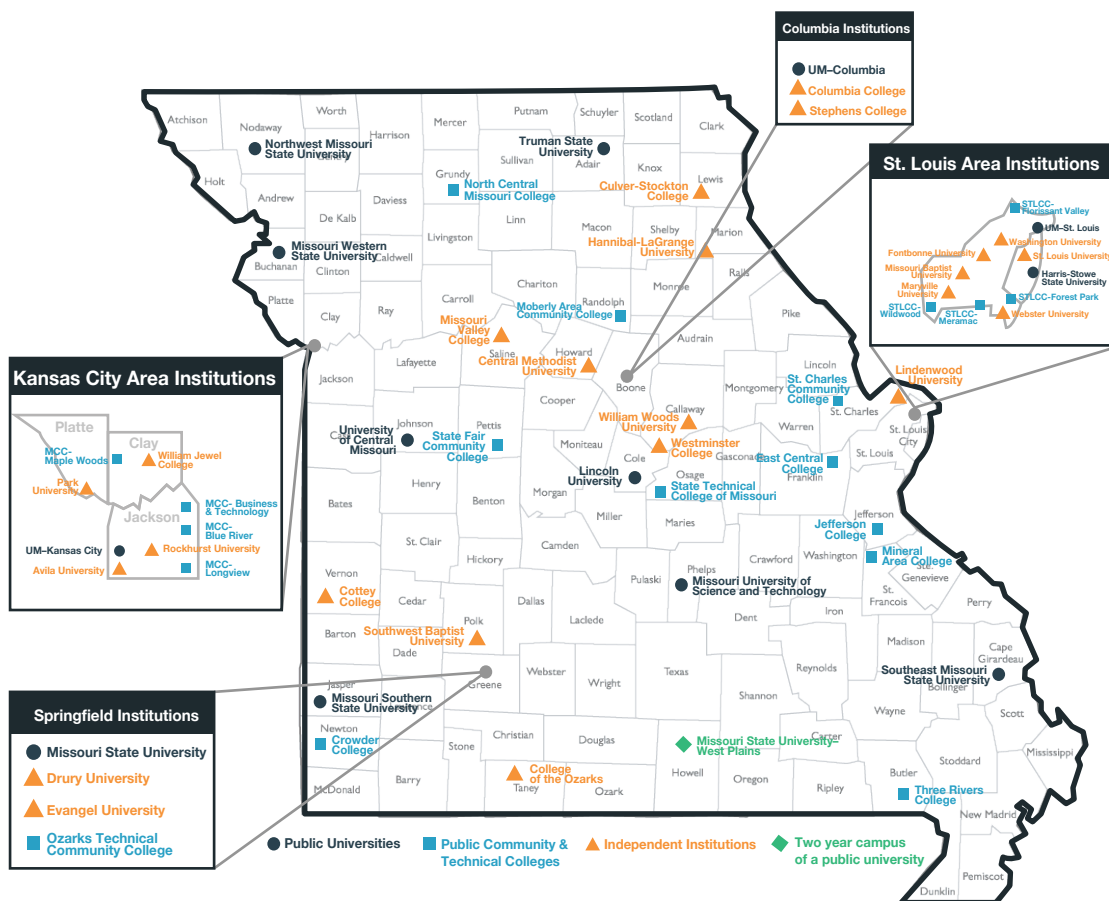 Columbia Institutions
UM–Columbia
Columbia College
Stephens College
St. Louis Area Institutions
STLCC-
Florissant Valley
UM–St. Louis
Washington University
Fontbonne University
St. Louis University
Missouri Baptist
University
Harris-Stowe
State University
Maryville
University
STLCC-Forest Park
STLCC-
Wildwood
STLCC-
Meramac
Webster University
Atchison
Nodaway
Worth
Harrison
Mercer
Putnam
Schuyler
Scotland
Clark
Northwest Missouri
State University
Truman State
University
Adair
Sullivan
Knox
Lewis
Holt
Andrew
De Kalb
Daviess
Grundy
North Central
Missouri College
Culver-Stockton
College
Linn
Macon
Shelby
Marion
Livingston
Hannibal-LaGrange
University
Missouri Western
State University
Buchanan
Clinton
Caldwell
Chariton
Randolph
Monroe
Ralls
Platte
Clay
Ray
Carroll
Moberly Area
Community College
Pike
Missouri
Valley
College
Saline
Howard
Audrain
Central Methodist
University
Lafayette
Jackson
Boone
Montgomery
Lincoln
Lindenwood
University
St. Charles
Community
College
St. Charles
Cooper
Callaway
William Woods
University
Warren
St. Louis
City
Johnson
Pettis
University
of Central
Missouri
State Fair
Community
College
Moniteau
Cole
Westminster
College
Osage
Gasconade
East Central
College
Franklin
St. Louis
Lincoln
University
State Technical
College of Missouri
Henry
Benton
Morgan
Bates
Miller
Maries
Jefferson
Jefferson
College
St. Clair
Camden
Hickory
Crawford
Washington
Mineral
Area College
Ste.
Genevieve
St.
Francois
Vernon
Pulaski
Phelps
Missouri University of
Science and Technology
Cottey
College
Cedar
Dallas
Laclede
Dent
Iron
Perry
Barton
Southwest Baptist
University
Polk
Madison
Cape
Girardeau
Dade
Webster
Wright
Texas
Reynolds
Southeast Missouri
State University
Bollinger
Jasper
Missouri Southern
State University
Greene
Shannon
Wayne
Scott
Newton
Crowder
College
Stone
Christian
Douglas
Missouri State University–
West Plains
Carter
Mississippi
Stoddard
McDonald
Barry
College
of the Ozarks
Taney
Ozark
Howell
Oregon
Ripley
Butler
Three Rivers
College
New Madrid
Pemiscot
Dunklin
Kansas City Area Institutions
Platte
Clay
MCC-
Maple Woods
William Jewel
College
Park
University
MCC- Business
& Technology
Jackson
MCC-
Blue River
UM–Kansas City
Rockhurst University
Avila University
MCC-
Longview
Springfield Institutions
Missouri State University
Drury University
Evangel University
Ozarks Technical
Community College
Public Universities
Public Community &
Technical Colleges
Independent Institutions
Two year campus
of a public university